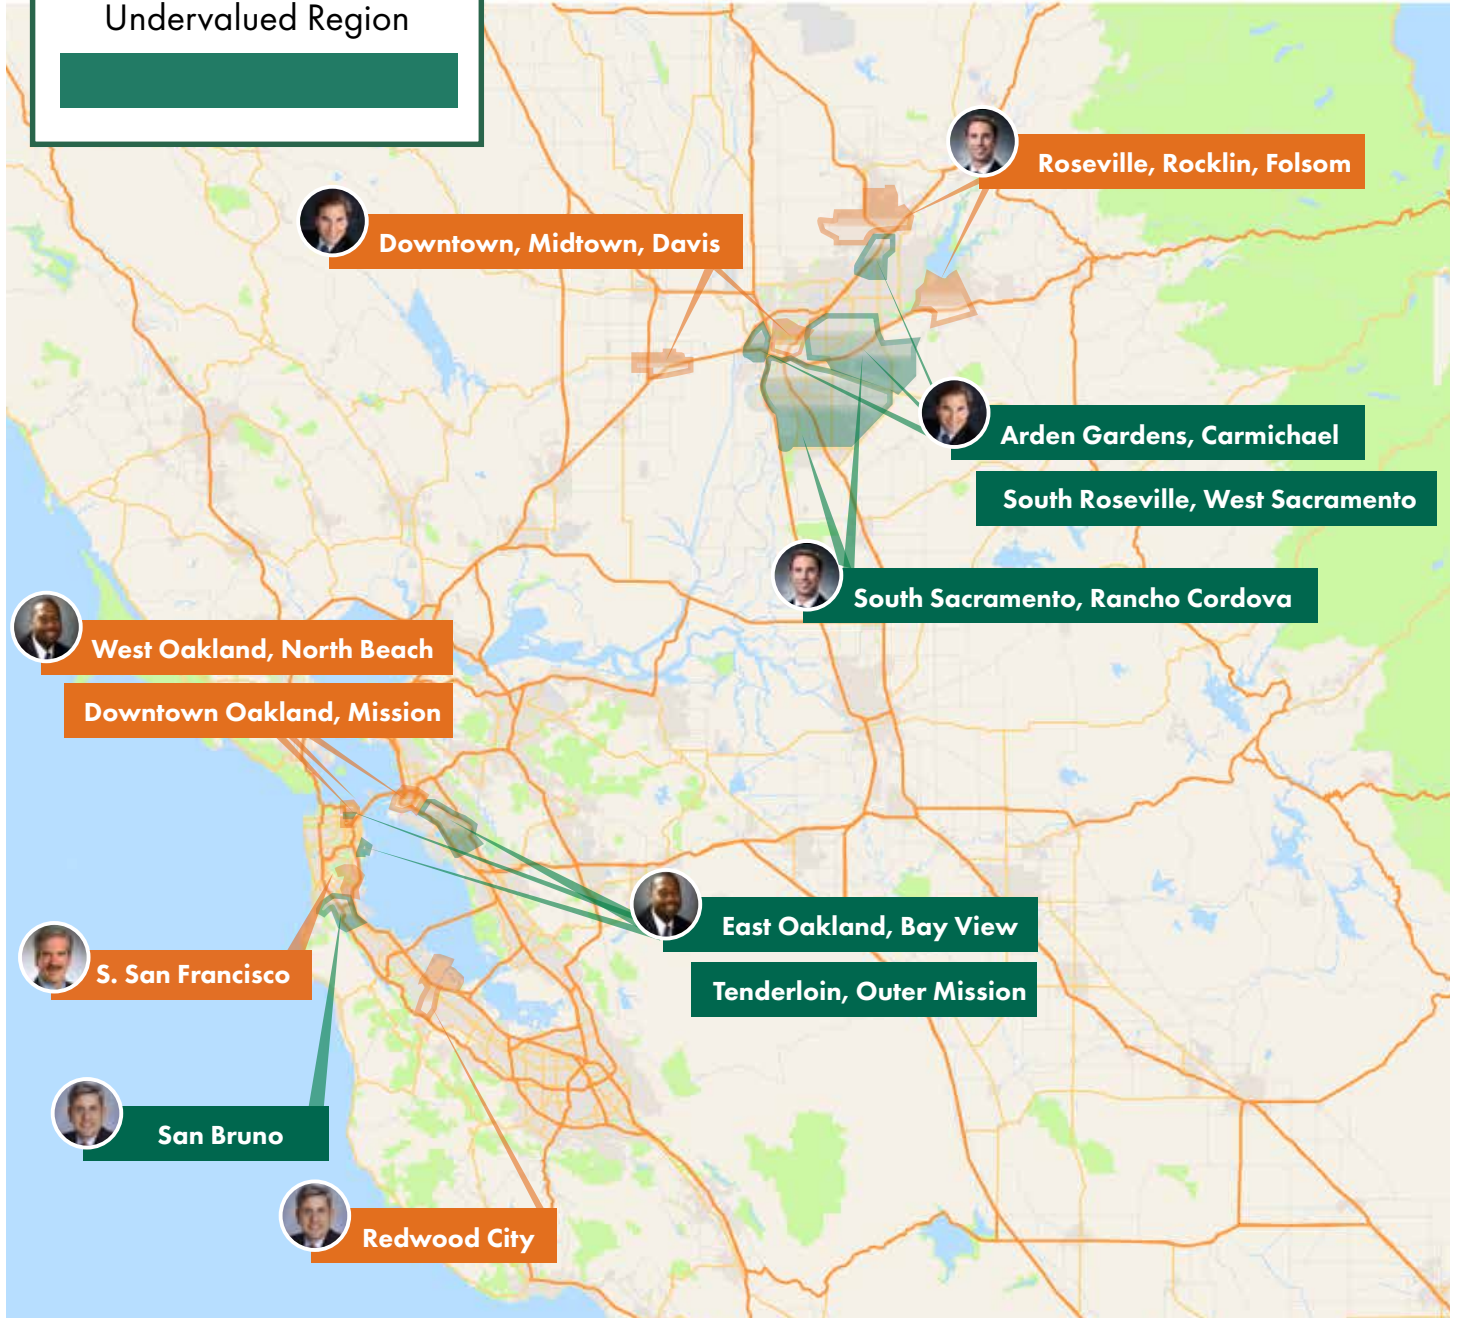 Undervalued Region
Roseville, Rocklin, Folsom
Downtown, Midtown, Davis
Arden Gardens, Carmichael
South Roseville, West Sacramento
South Sacramento, Rancho Cordova
West Oakland, North Beach
Downtown Oakland, Mission
East Oakland, Bay View
Tenderloin, Outer Mission
S. San Francisco
San Bruno
Redwood City